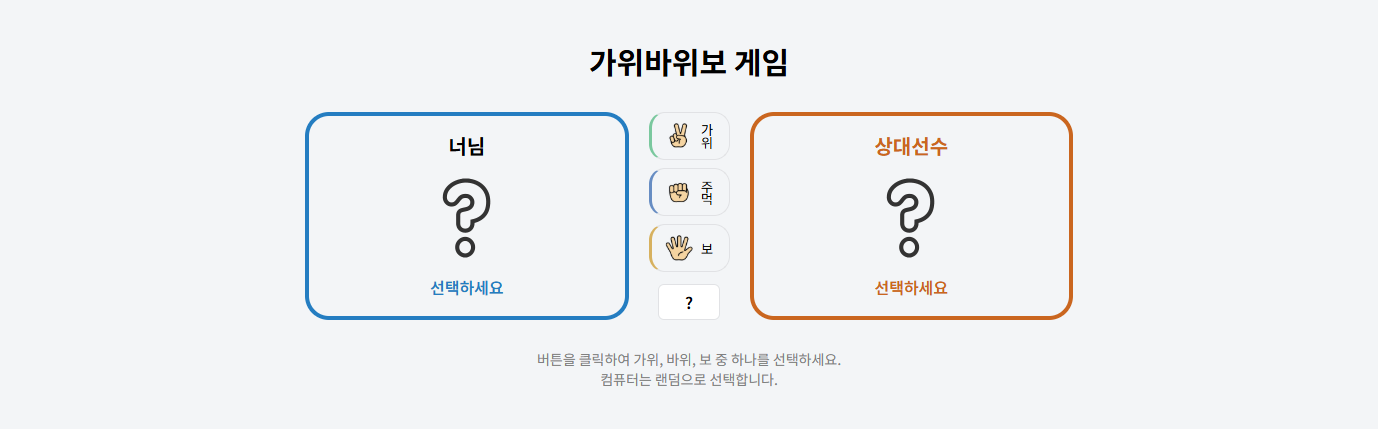 가위바위보 게임
너님
선택하세요
가위
주먹
보
?
상대선수
선택하세요
버튼을 클릭하여 가위, 바위, 보 중 하나를 선택하세요.
컴퓨터는 랜덤으로 선택합니다.